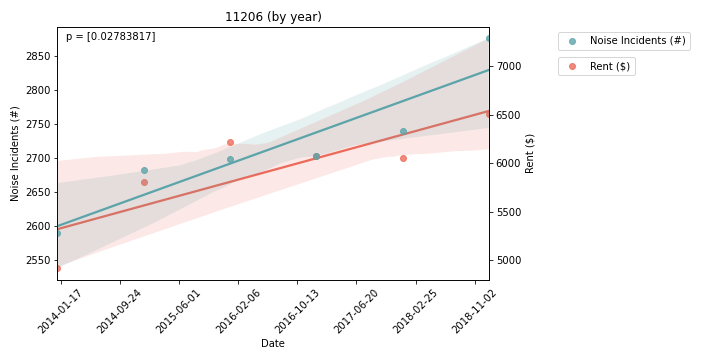 11206 (by year)
p = [0.02783817]
Noise Incidents (#)
Rent ($)
2850
2800
2750
2700
2650
2600
2550
Noise Incidents (#)
7000
6500
6000
5500
5000
Rent ($)
2014-01-17
2014-09-24
2015-06-01
2016-02-06
2016-10-13
2017-06-20
2018-02-25
2018-11-02
Date